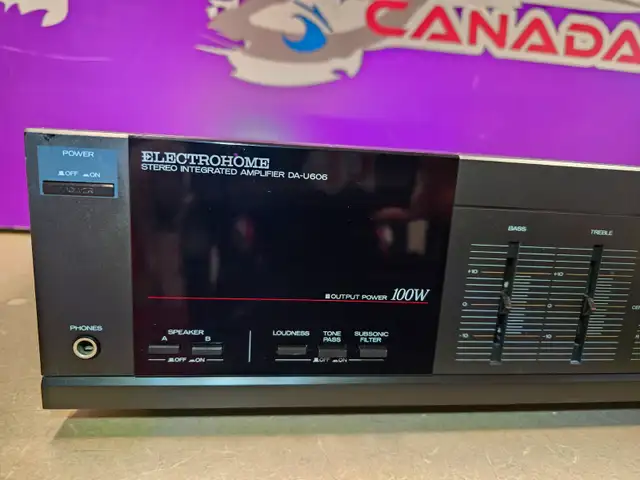 CANADA
POWER
OFF ON
ELECTROHOME
STEREO INTEGRATED AMPLIFIER DA-U606
OUTPUT POWER 100W
BASS
TREBLE
+10
+10
0
0
-10
-10
PHONES
SPEAKER
A B
OFF ON
LOUDNESS
TONE PASS
SUBSONIC FILTER
OFF ON